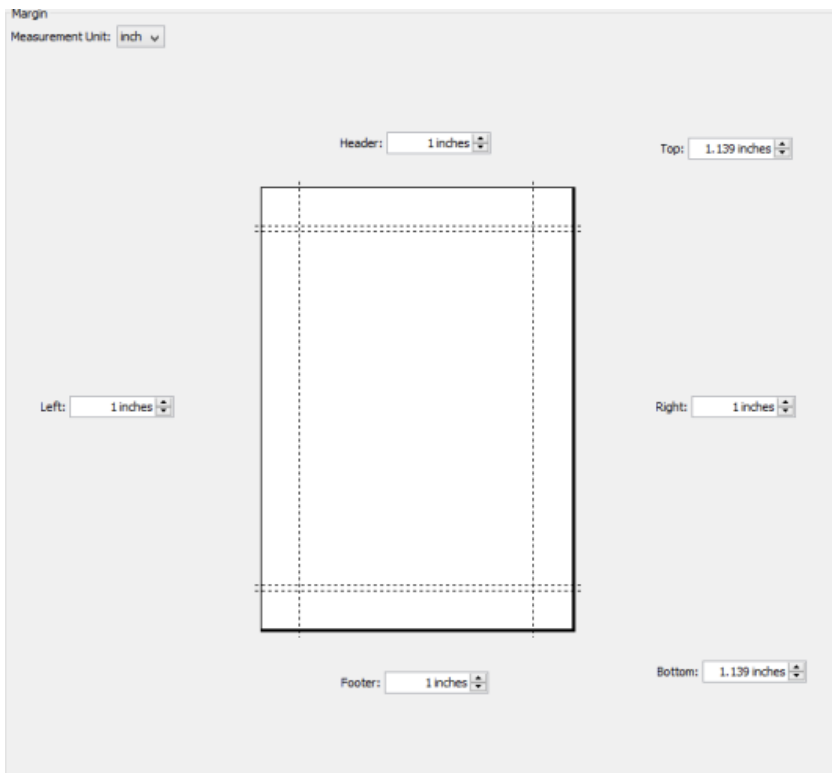 Margin
Measurement Unit: inch
Header: 1 inches
Top: 1.139 inches
Left: 1 inches
Right: 1 inches
Bottom: 1.139 inches
Footer: 1 inches